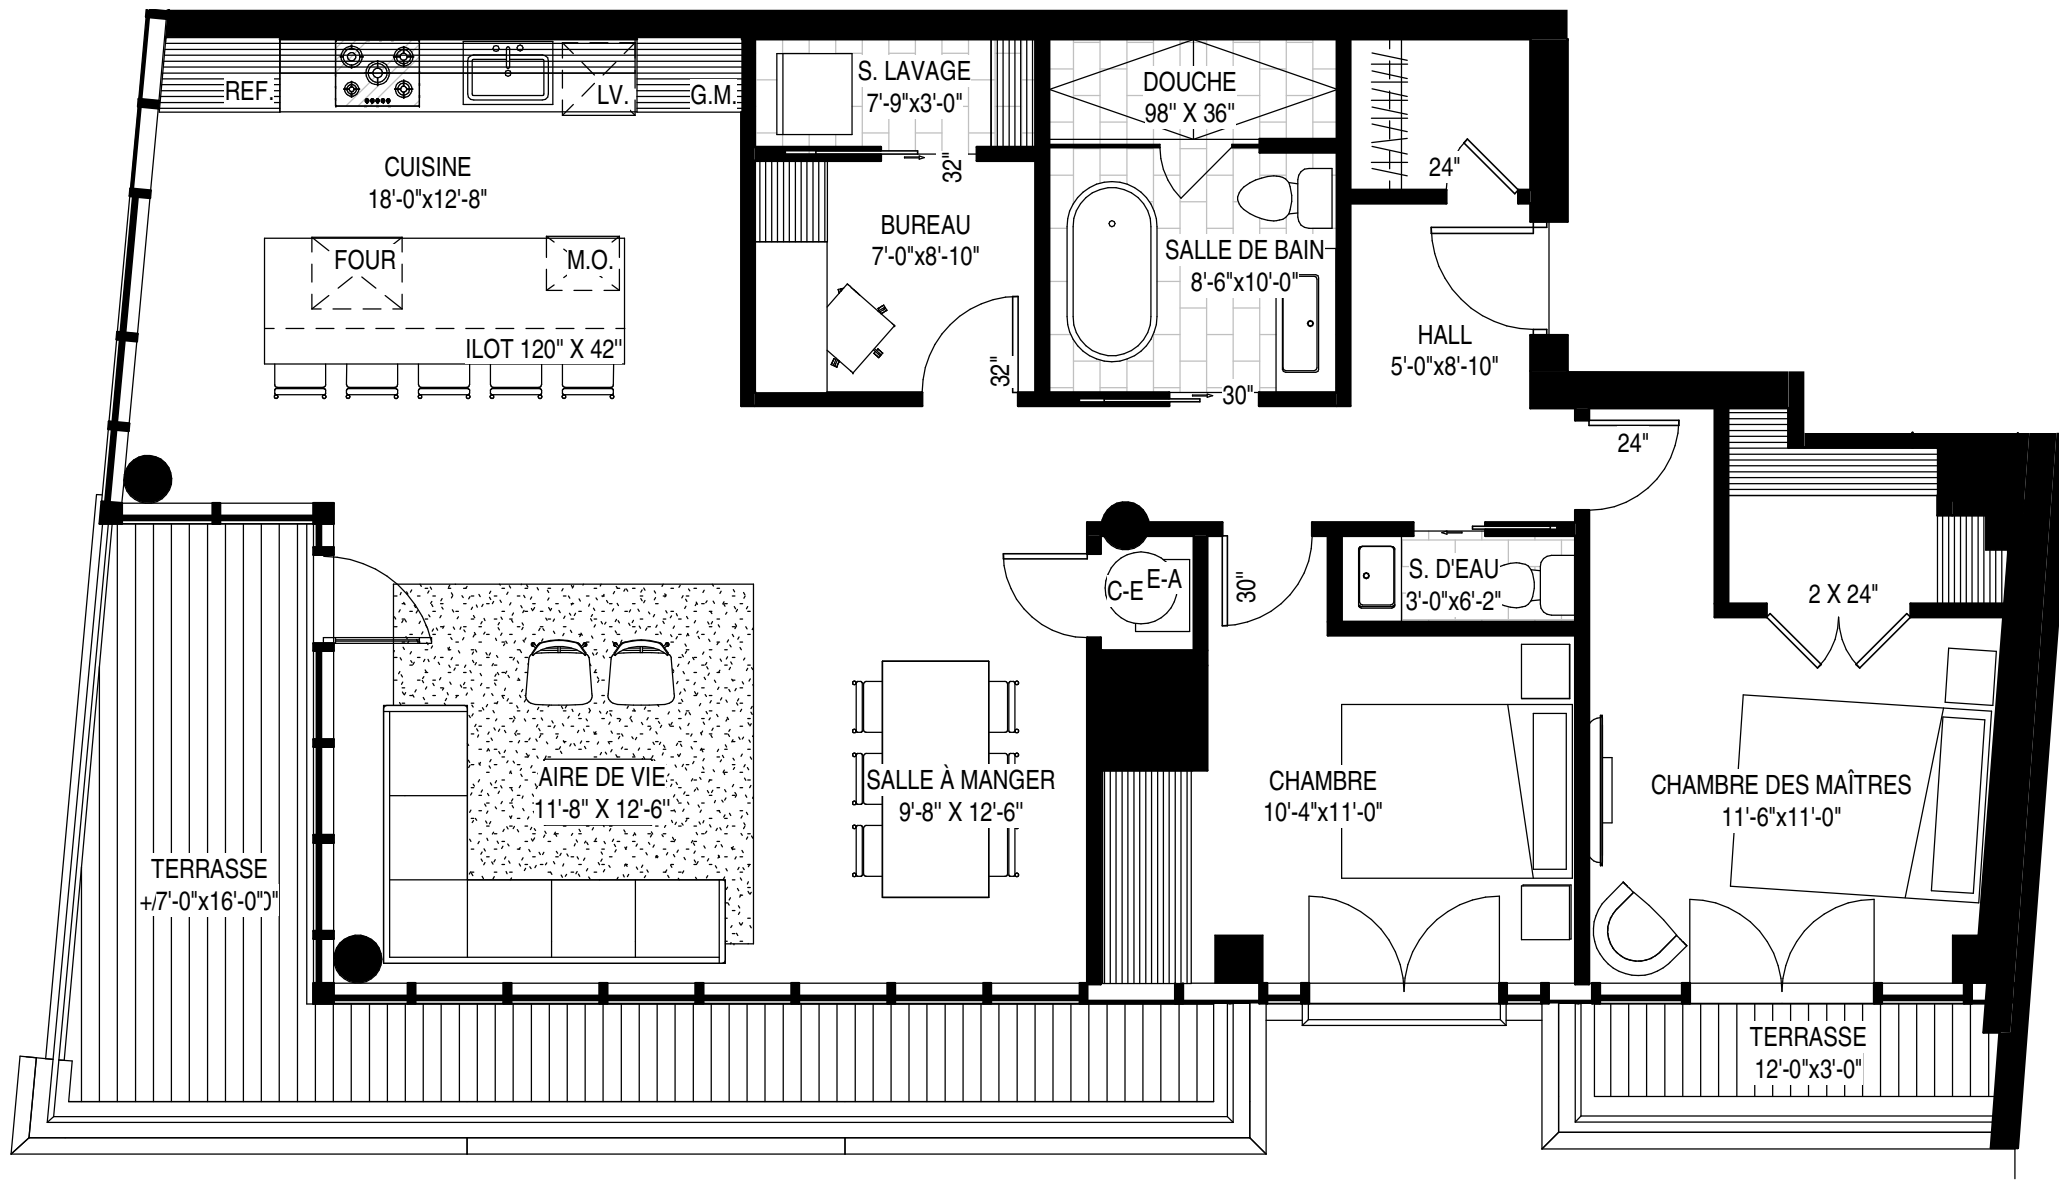 REF.
LV.
G.M.
S. LAVAGE
7'-9"x3'-0"
DOUCHE
98" X 36"
32"
24"
CUISINE
18'-0"x12'-8"
BUREAU
7'-0"x8'-10"
SALLE DE BAIN
8'-6"x10'-0"
FOUR
M.O.
ILOT 120" X 42"
HALL
5'-0"x8'-10"
32"
30"
24"
C-E
E-A
30"
S. D'EAU
3'-0"x6'-2"
2 X 24"
AIRE DE VIE
11'-8" X 12'-6"
SALLE À MANGER
9'-8" X 12'-6"
CHAMBRE
10'-4"x11'-0"
CHAMBRE DES MAÎTRES
11'-6"x11'-0"
TERRASSE
+/7'-0"x16'-0"
TERRASSE
12'-0"x3'-0"